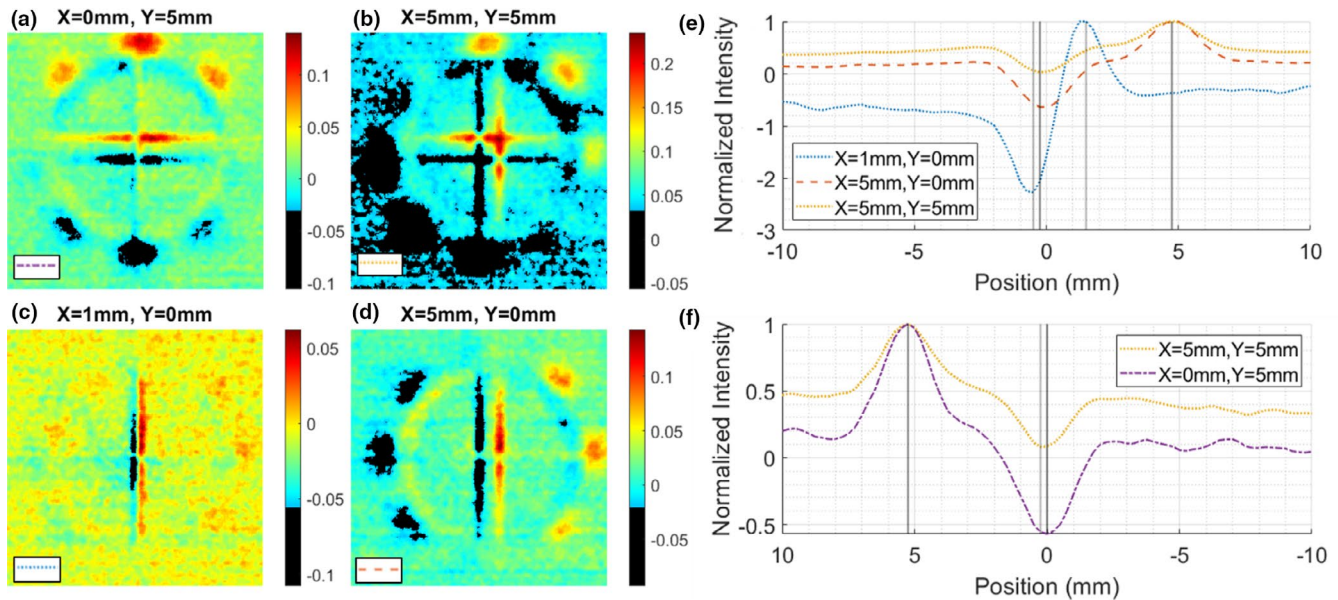 (a) X=0mm, Y=5mm
0.1
0.05
0
-0.05
-0.1
(b) X=5mm, Y=5mm
0.2
0.15
0.1
0.05
0
-0.05
(c) X=1mm, Y=0mm
0.05
0
-0.05
-0.1
(d) X=5mm, Y=0mm
0.1
0.05
0
-0.05
(e)
Normalized Intensity
1
0
-1
-2
-3
X=1mm,Y=0mm
X=5mm,Y=0mm
X=5mm,Y=5mm
-10 -5 0 5 10
Position (mm)
(f)
Normalized Intensity
1
0.5
0
-0.5
X=5mm,Y=5mm
X=0mm,Y=5mm
10 5 0 -5 -10
Position (mm)